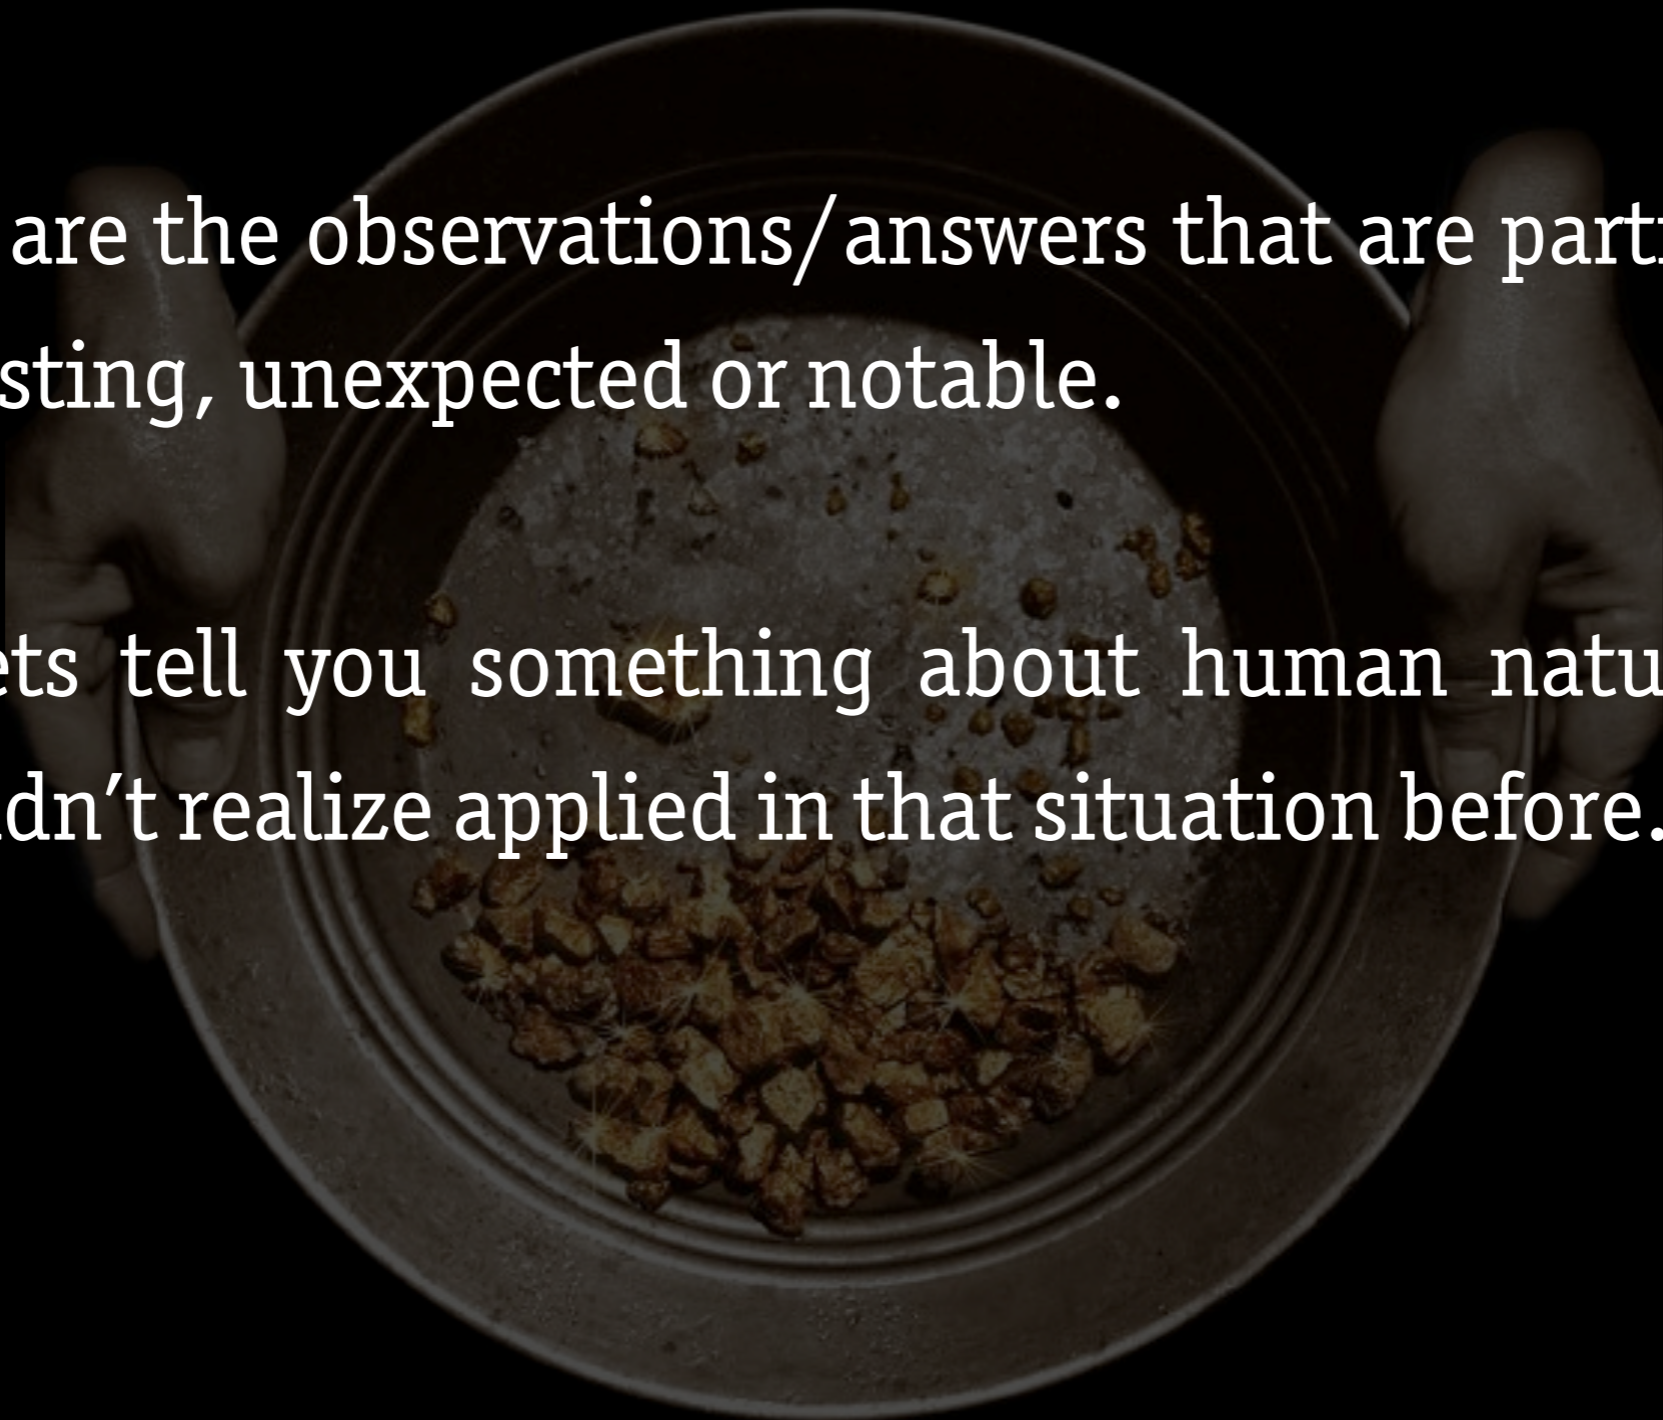 are the observations/answers that are parti
sting, unexpected or notable.
ets tell you something about human natu
dn’t realize applied in that situation before.